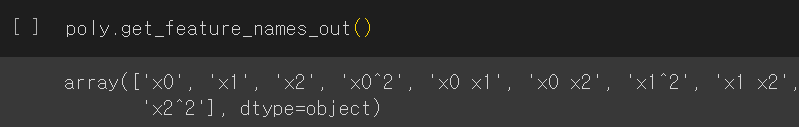 [ ] poly.get_feature_names_out()
array(['x0', 'x1', 'x2', 'x0^2', 'x0 x1', 'x0 x2', 'x1^2', 'x1 x2',
'x2^2'], dtype=object)